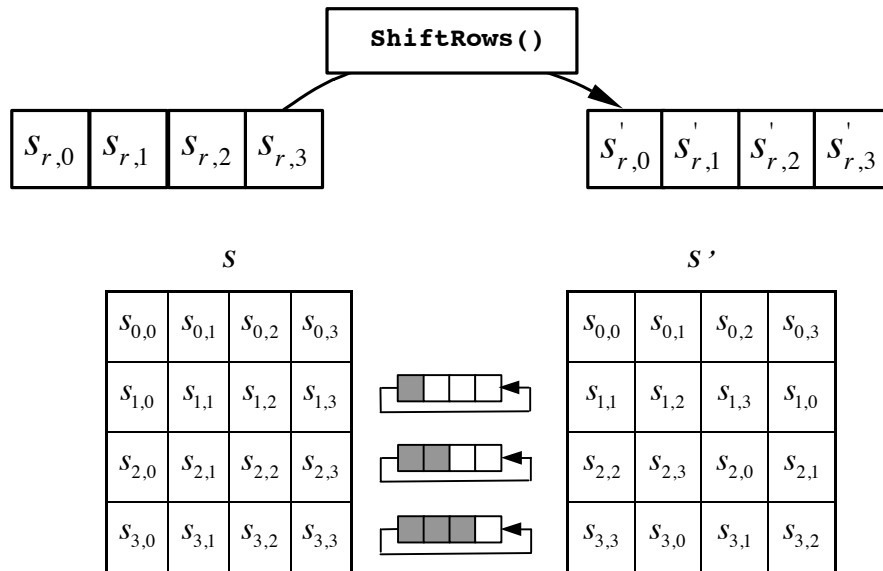 ShiftRows()
s_{r,0} s_{r,1} s_{r,2} s_{r,3} s'_{r,0} s'_{r,1} s'_{r,2} s'_{r,3}
S S’
s_{0,0} s_{0,1} s_{0,2} s_{0,3} s_{0,0} s_{0,1} s_{0,2} s_{0,3}
s_{1,0} s_{1,1} s_{1,2} s_{1,3} s_{1,1} s_{1,2} s_{1,3} s_{1,0}
s_{2,0} s_{2,1} s_{2,2} s_{2,3} s_{2,2} s_{2,3} s_{2,0} s_{2,1}
s_{3,0} s_{3,1} s_{3,2} s_{3,3} s_{3,3} s_{3,0} s_{3,1} s_{3,2}